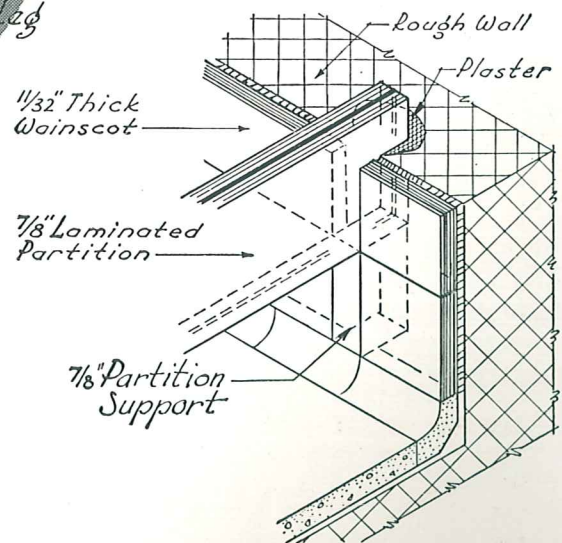 Rough Wall
Plaster
11/32" Thick
Wainscot
7/8" Laminated
Partition
7/8" Partition
Support